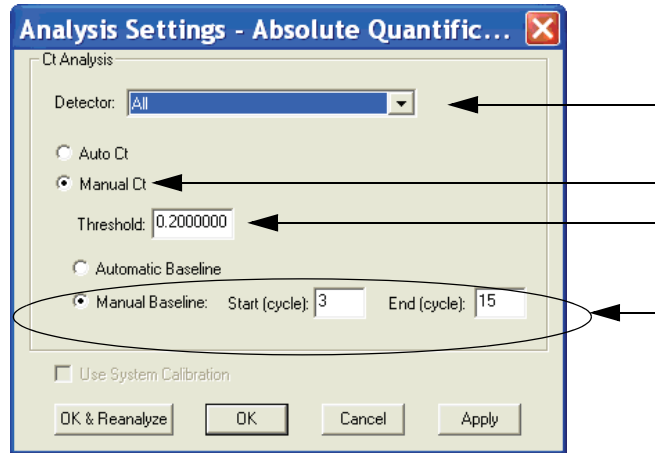 Analysis Settings - Absolute Quantific...
Ct Analysis
Detector: All
Auto Ct
Manual Ct
Threshold: 0.2000000
Automatic Baseline
Manual Baseline: Start (cycle): 3 End (cycle): 15
Use System Calibration
OK & Reanalyze OK Cancel Apply